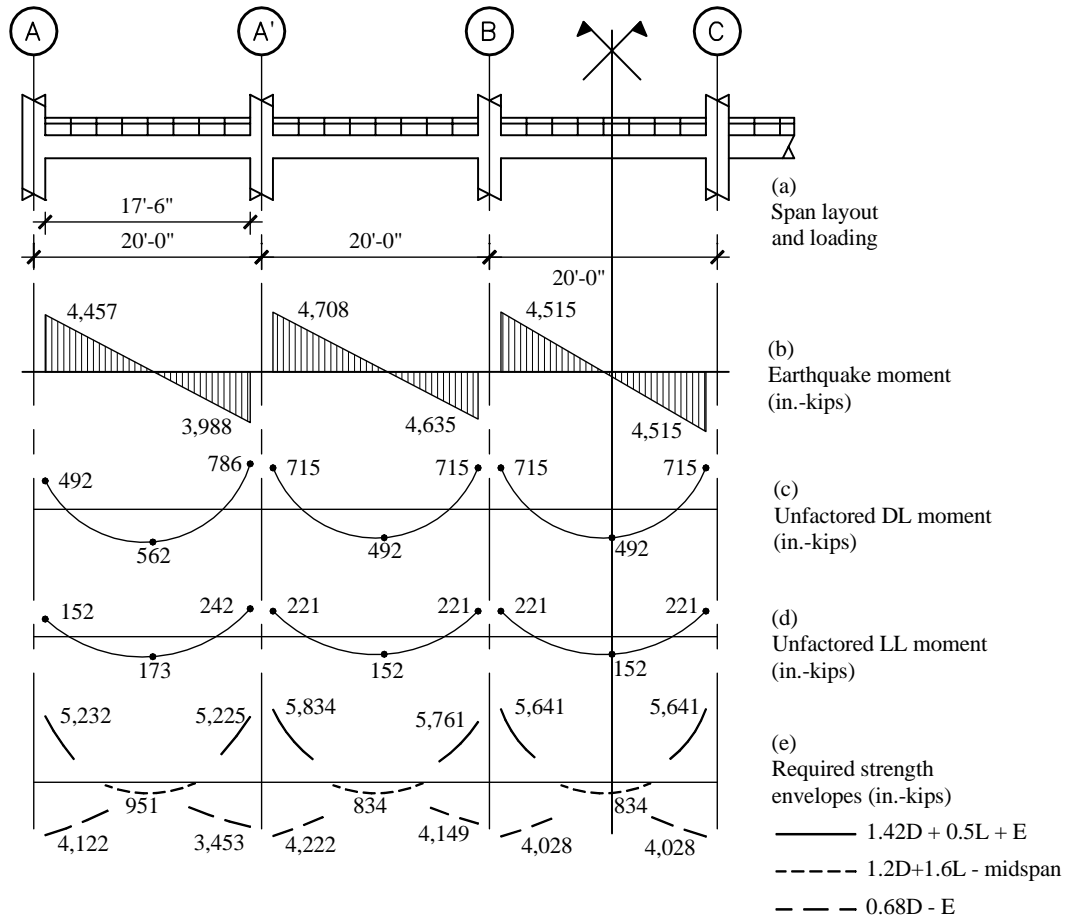 A A' B C
17'-6"
20'-0" 20'-0"
20'-0"
(a)
Span layout
and loading
4,457 4,708 4,515
3,988 4,635 4,515
(b)
Earthquake moment
(in.-kips)
492 786 715 715 715 715
562 492 492
(c)
Unfactored DL moment
(in.-kips)
152 242 221 221 221 221
173 152 152
(d)
Unfactored LL moment
(in.-kips)
5,232 5,225 5,834 5,761 5,641 5,641
951 834 834
4,122 3,453 4,222 4,149 4,028 4,028
(e)
Required strength
envelopes (in.-kips)
1.42D + 0.5L + E
1.2D+1.6L - midspan
0.68D - E